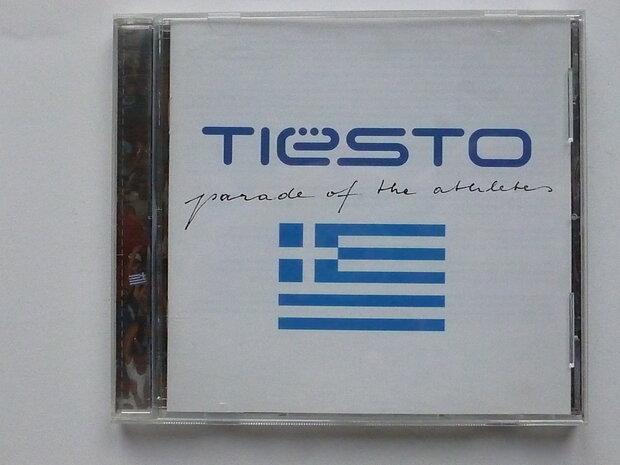 TIËSTO
parade of the athletes